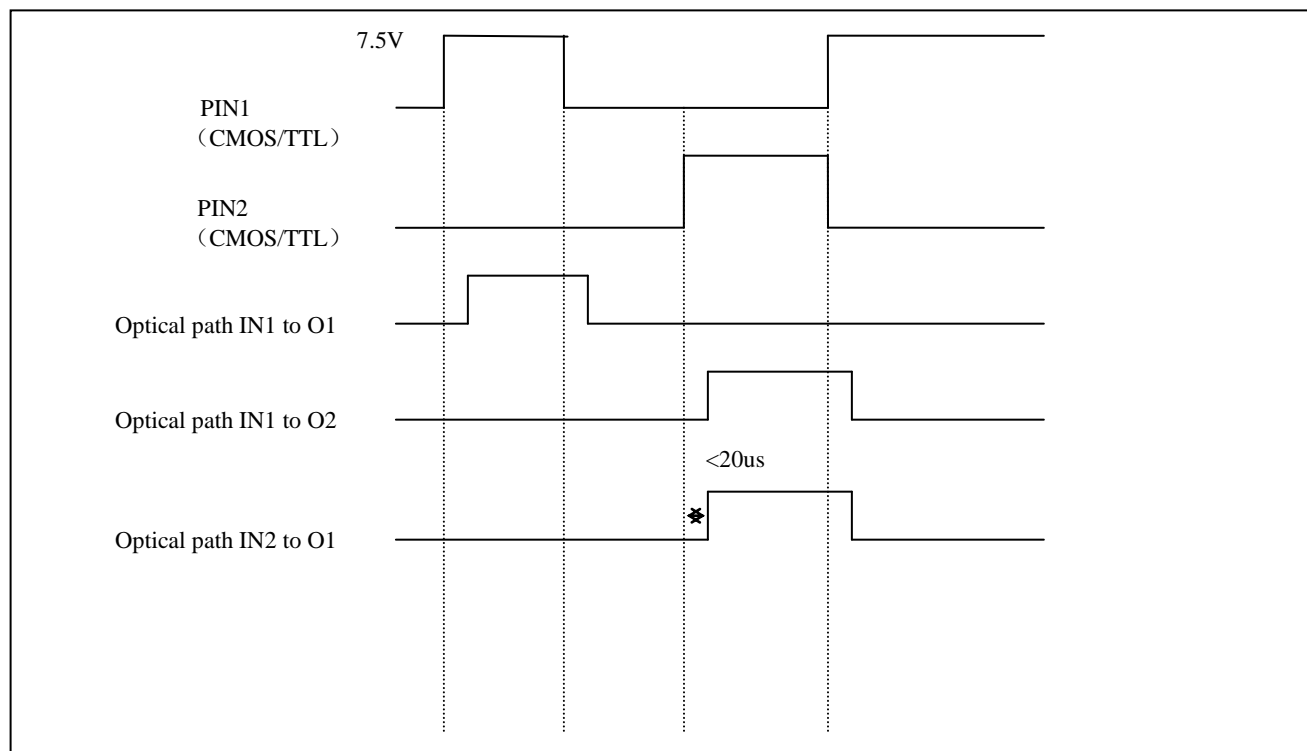 7.5V
PIN1
（CMOS/TTL）
PIN2
（CMOS/TTL）
Optical path IN1 to O1
Optical path IN1 to O2
<20us
Optical path IN2 to O1